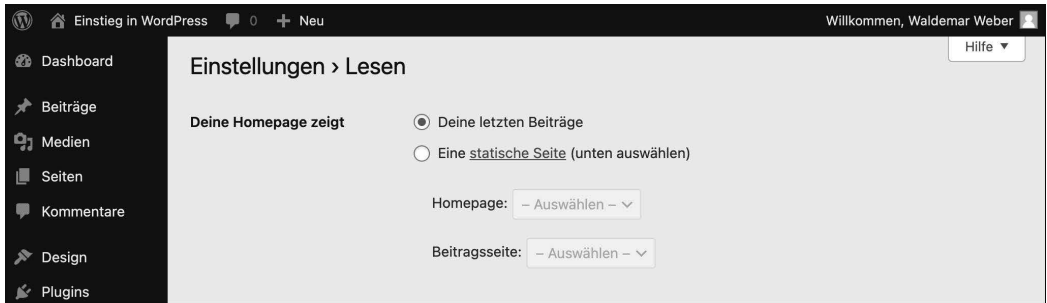 Einstieg in WordPress 0 + Neu Willkommen, Waldemar Weber
Hilfe ▼
Dashboard
Beiträge
Medien
Seiten
Kommentare
Design
Plugins
Einstellungen › Lesen
Deine Homepage zeigt
Deine letzten Beiträge
Eine statische Seite (unten auswählen)
Homepage: – Auswählen –
Beitragsseite: – Auswählen –